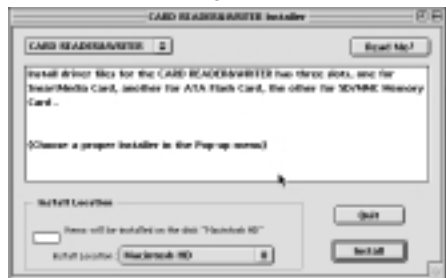 CARD READER&WRITER Installer
CARD READER&WRITER
Read Me!
Install driver files for the CARD READER&WRITER has three slots, one for
SmartMedia Card, another for ATA Flash Card, the other for SD/MMC Memory
Card.
(Choose a proper installer in the Pop-up menu)
Install Location
Items will be installed on the disk "Macintosh HD"
Install Location: Macintosh HD
Quit
Install